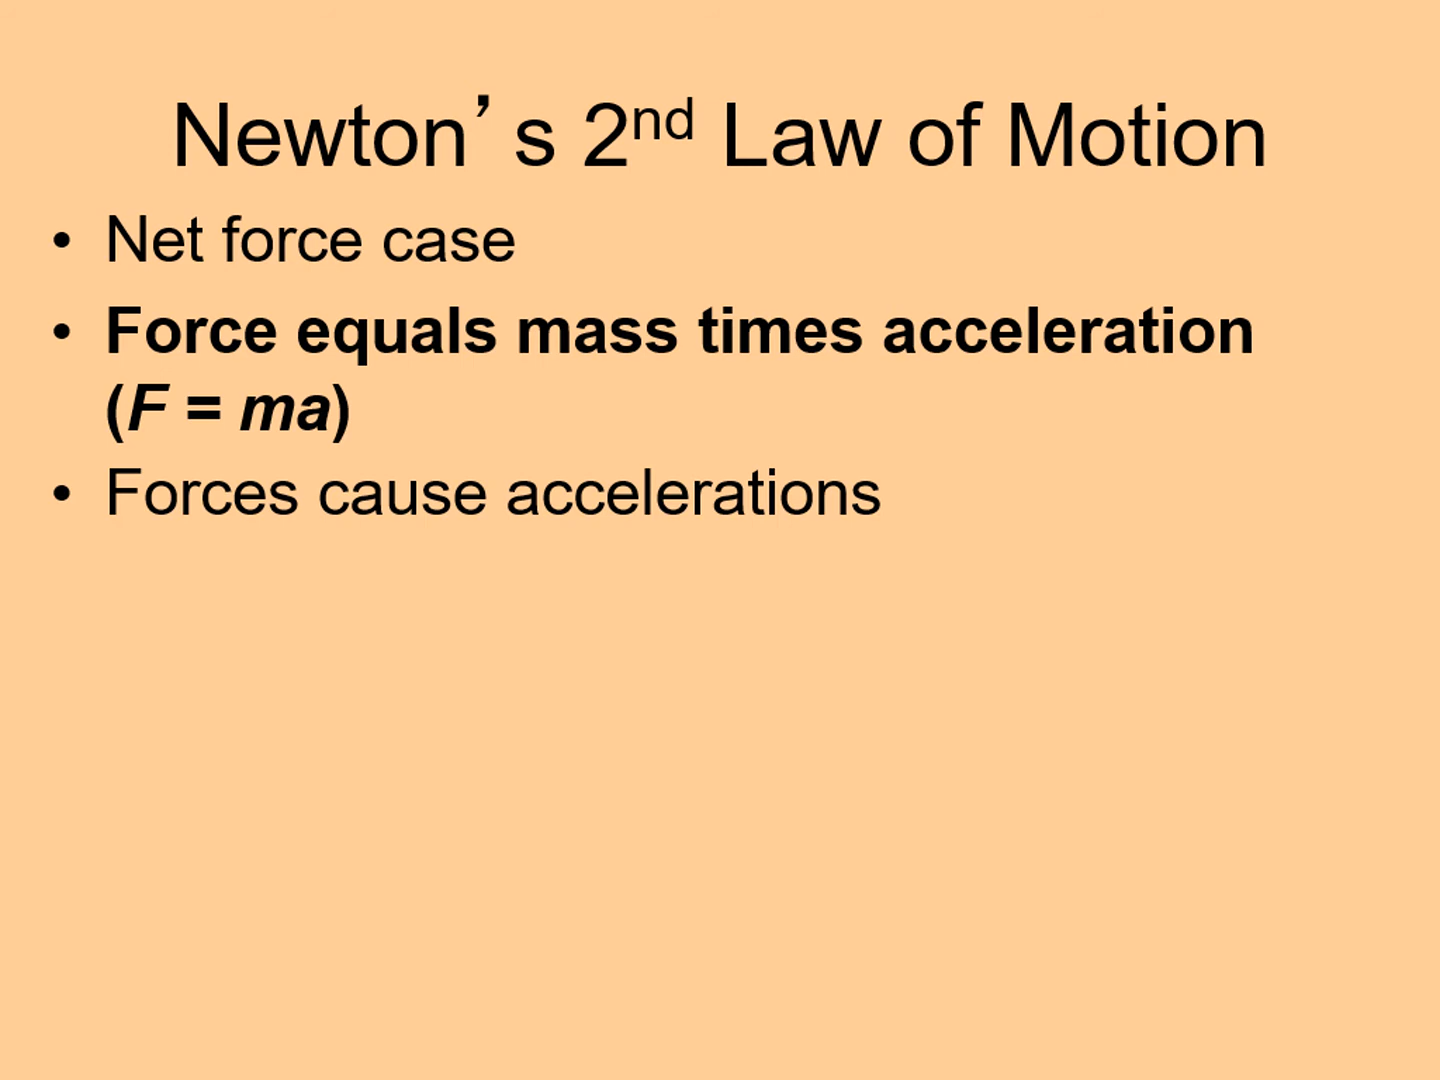 Newton’s 2nd Law of Motion
• Net force case
• Force equals mass times acceleration
(F = ma)
• Forces cause accelerations